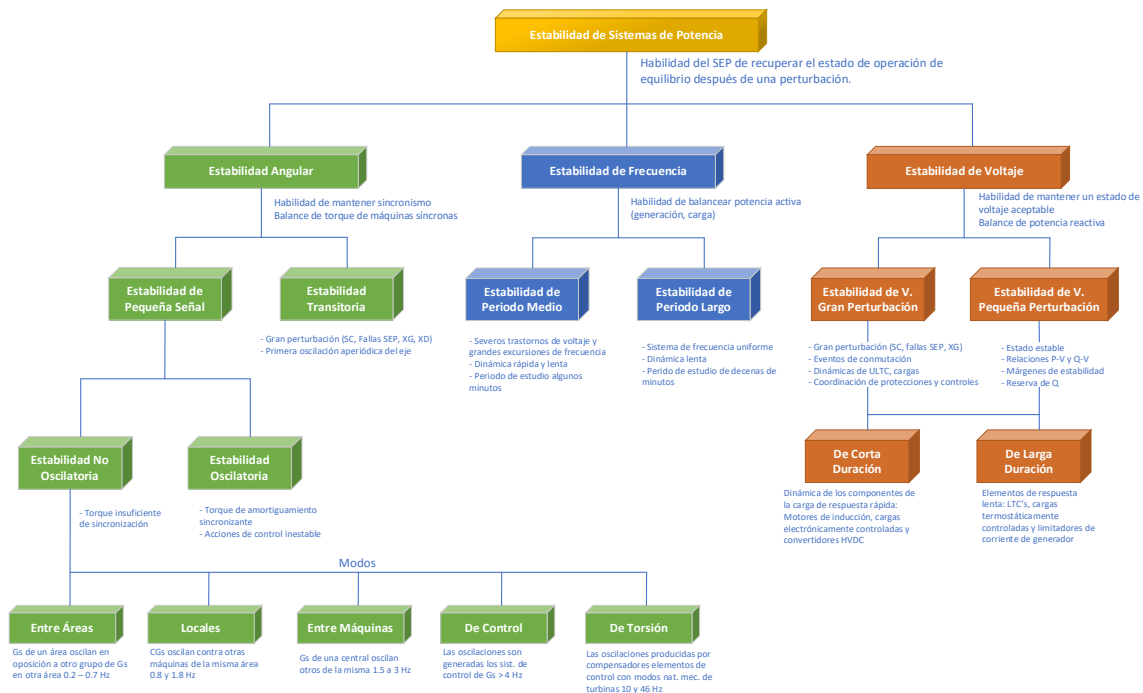 Estabilidad de Sistemas de Potencia
Habilidad del SEP de recuperar el estado de operación de
equilibrio después de una perturbación.
Estabilidad Angular
Habilidad de mantener sincronismo
Balance de torque de máquinas síncronas
Estabilidad de Frecuencia
Habilidad de balancear potencia activa
(generación, carga)
Estabilidad de Voltaje
Habilidad de mantener un estado de
voltaje aceptable
Balance de potencia reactiva
Estabilidad de
Pequeña Señal
Estabilidad
Transitoria
- Gran perturbación (SC, Fallas SEP, XG, XD)
- Primera oscilación aperiódica del eje
Estabilidad de
Periodo Medio
- Severos trastornos de voltaje y
grandes excursiones de frecuencia
- Dinámica rápida y lenta
- Periodo de estudio algunos
minutos
Estabilidad de
Periodo Largo
- Sistema de frecuencia uniforme
- Dinámica lenta
- Perido de estudio de decenas de
minutos
Estabilidad de V.
Gran Perturbación
- Gran perturbación (SC, fallas SEP, XG)
- Eventos de conmutación
- Dinámicas de ULTC, cargas
- Coordinación de protecciones y controles
Estabilidad de V.
Pequeña Perturbación
- Estado estable
- Relaciones P-V y Q-V
- Márgenes de estabilidad
- Reserva de Q
Estabilidad No
Oscilatoria
- Torque insuficiente
de sincronización
Estabilidad
Oscilatoria
- Torque de amortiguamiento
sincronizante
- Acciones de control inestable
De Corta
Duración
Dinámica de los componentes de
la carga de respuesta rápida:
Motores de inducción, cargas
electrónicamente controladas y
convertidores HVDC
De Larga
Duración
Elementos de respuesta
lenta: LTC's, cargas
termostáticamente
controladas y limitadores de
corriente de generador
Modos
Entre Áreas
Gs de un área oscilan en
oposición a otro grupo de Gs
en otra área 0.2 – 0.7 Hz
Locales
CGs oscilan contra otras
máquinas de la misma área
0.8 y 1.8 Hz
Entre Máquinas
Gs de una central oscilan
otros de la misma 1.5 a 3 Hz
De Control
Las oscilaciones son
generadas los sist. de
control de Gs > 4 Hz
De Torsión
Las oscilaciones producidas por
compensadores elementos de
control con modos nat. mec. de
turbinas 10 y 46 Hz